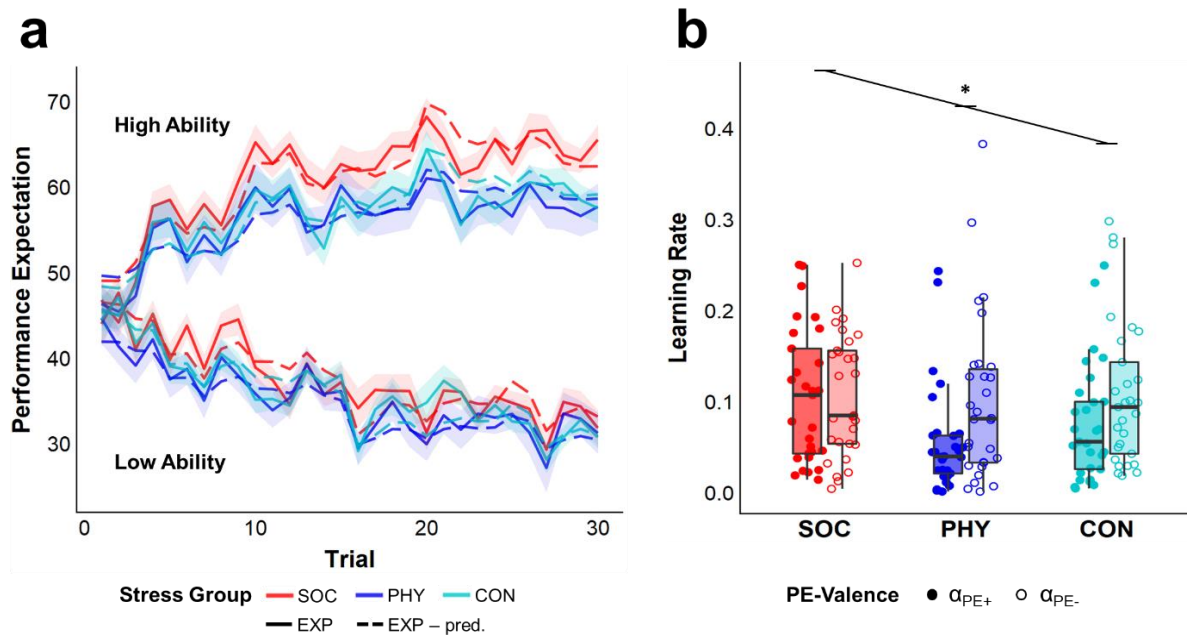 a
Performance Expectation
70
60
50
40
30
High Ability
Low Ability
0
10
20
30
Trial
Stress Group
SOC
PHY
CON
EXP
EXP – pred.
b
Learning Rate
0.4
0.3
0.2
0.1
0.0
*
SOC
PHY
CON
PE-Valence
αPE+
αPE-